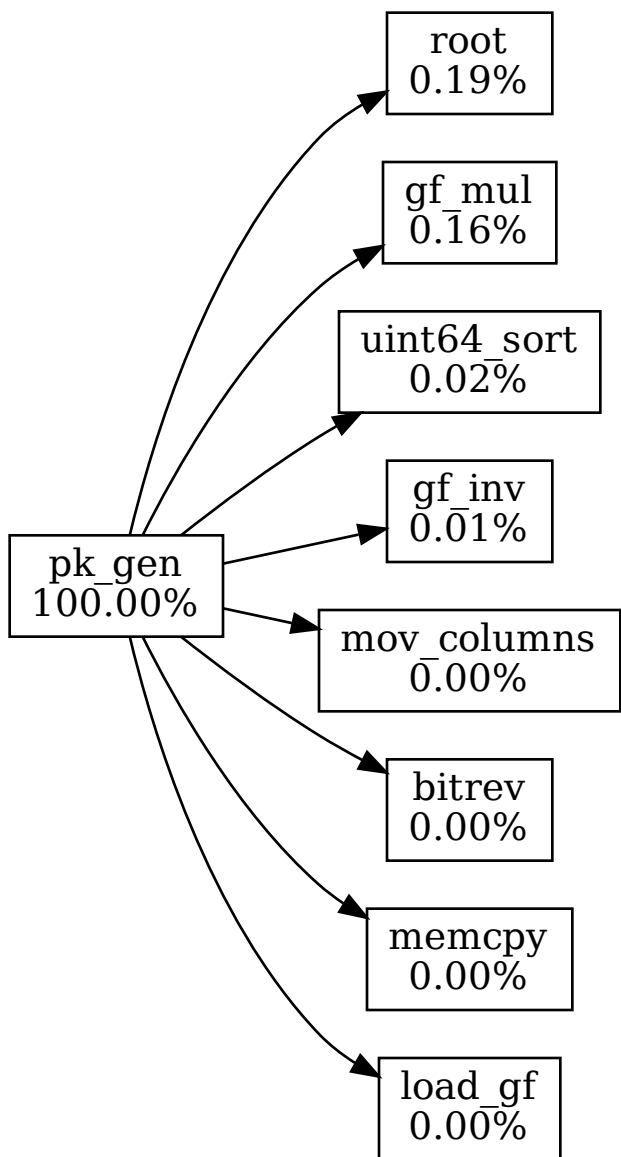 root
0.19%
gf_mul
0.16%
uint64_sort
0.02%
gf_inv
0.01%
pk_gen
100.00%
mov_columns
0.00%
bitrev
0.00%
memcpy
0.00%
load_gf
0.00%